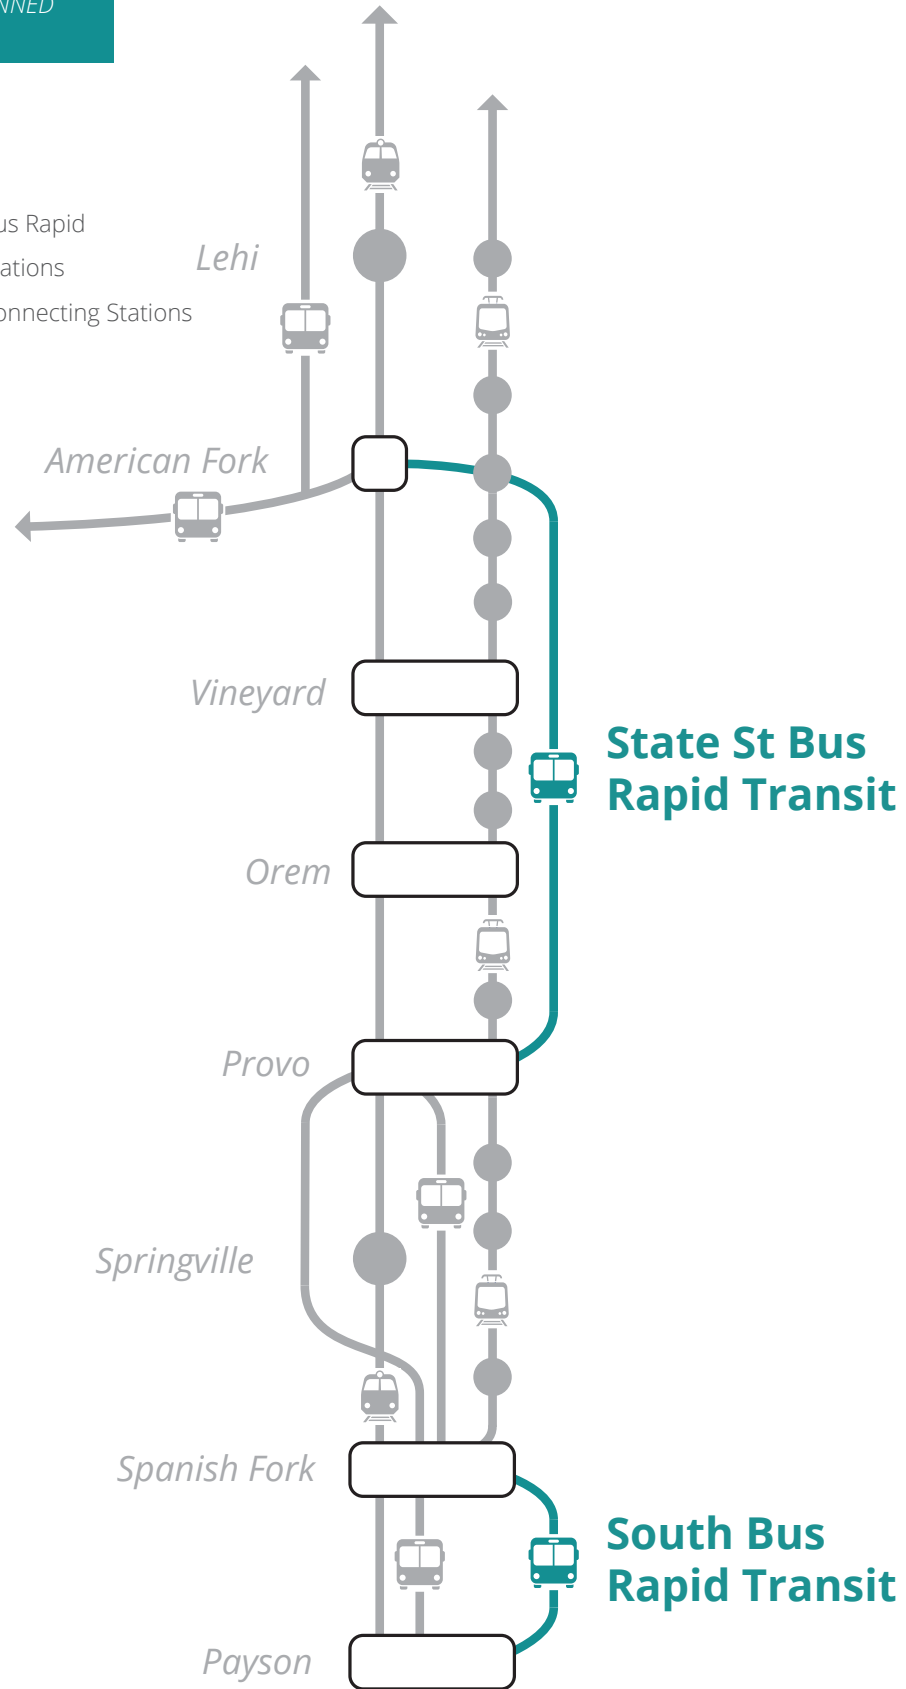 us Rapid
ations
onnecting Stations
Lehi
American Fork
Vineyard
State St Bus
Rapid Transit
Orem
Provo
Springville
Spanish Fork
South Bus
Rapid Transit
Payson